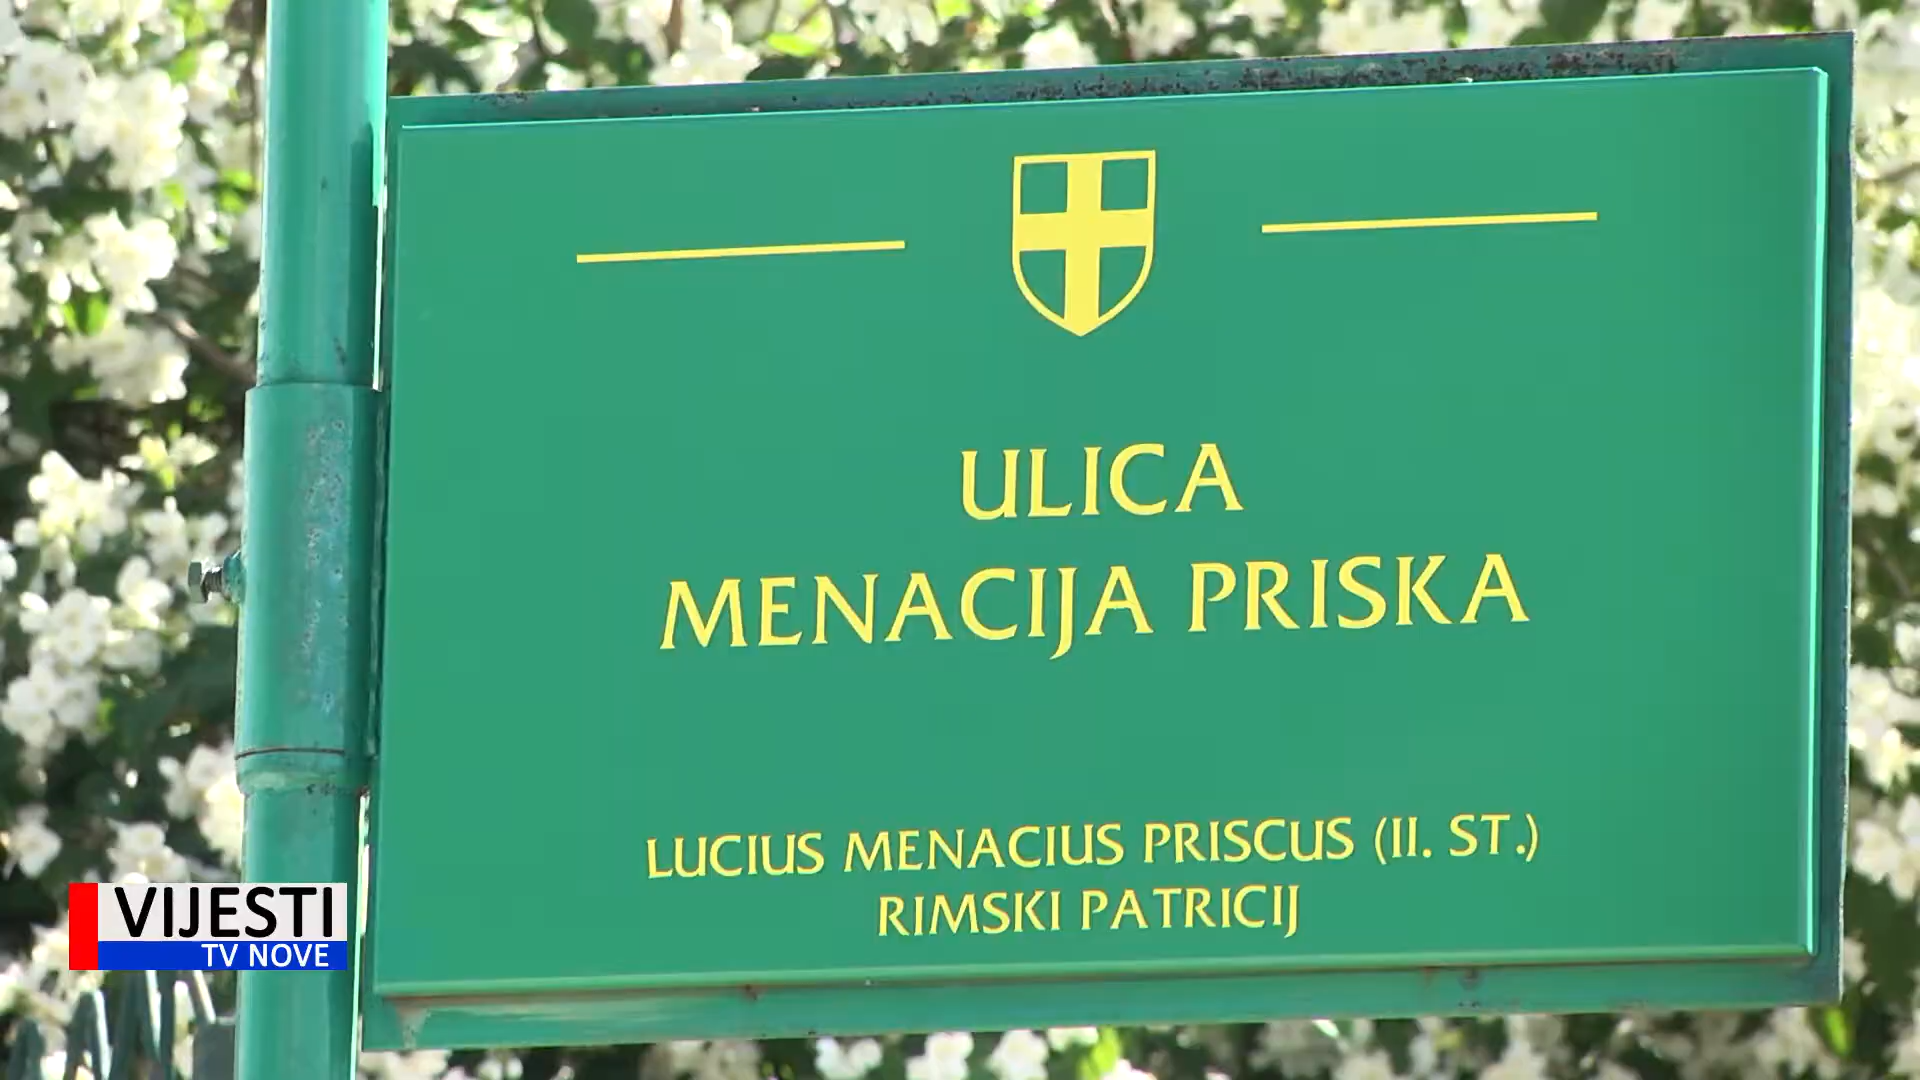 ULICA
MENACIJA PRISKA
LUCIUS MENACIUS PRISCUS (II. ST.)
RIMSKI PATRICIJ
VIJESTI
TV NOVE